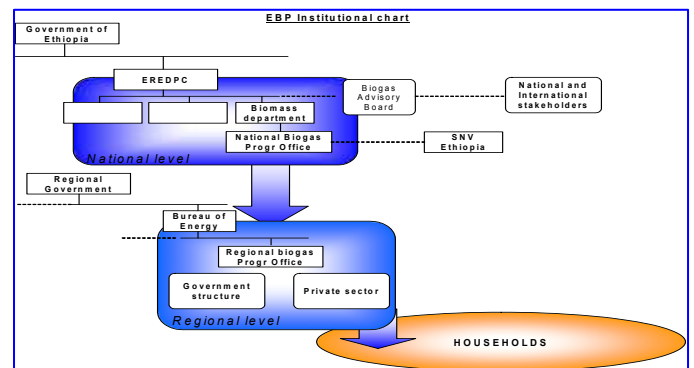 EBP Institutional chart
Government of
Ethiopia
EREDPC
Biomass
department
Biogas
Advisory
Board
National and
International
stakeholders
National Biogas
Progr Office
SNV
Ethiopia
National level
Regional
Government
Bureau of
Energy
Regional biogas
Progr Office
Government
structure
Private sector
Regional level
HOUSEHOLDS